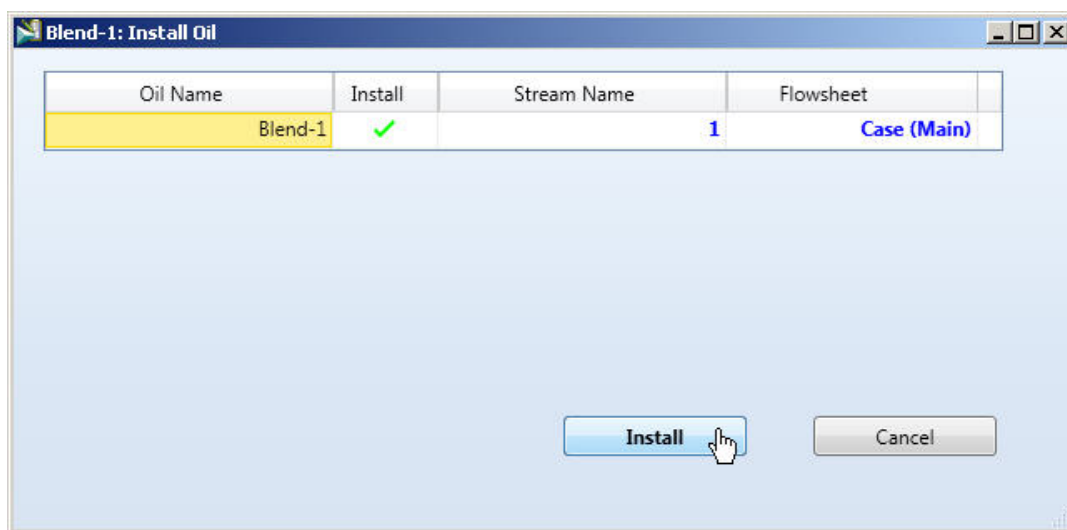 Blend-1: Install Oil
Oil Name Install Stream Name Flowsheet
Blend-1 1 Case (Main)
Install Cancel